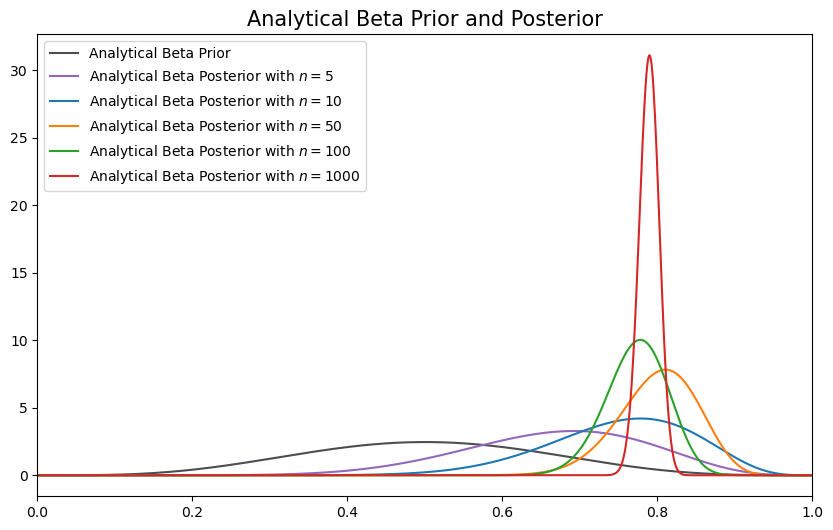 Analytical Beta Prior and Posterior
Analytical Beta Prior
Analytical Beta Posterior with n = 5
Analytical Beta Posterior with n = 10
Analytical Beta Posterior with n = 50
Analytical Beta Posterior with n = 100
Analytical Beta Posterior with n = 1000
30
25
20
15
10
5
0
0.0 0.2 0.4 0.6 0.8 1.0